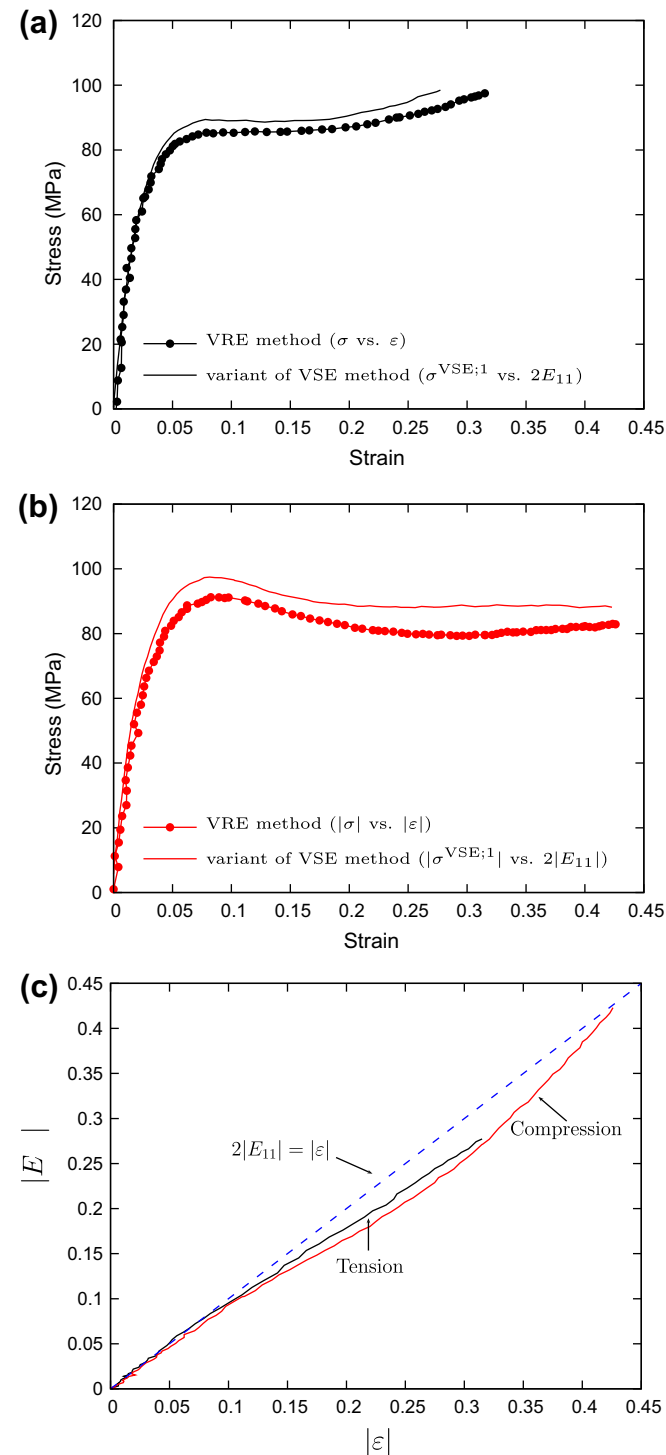 (a)
120
100
80
60
40
20
0
Stress (MPa)
VRE method (σ vs. ε)
variant of VSE method (σ^VSE;1 vs. 2E₁₁)
0 0.05 0.1 0.15 0.2 0.25 0.3 0.35 0.4 0.45
Strain
(b)
120
100
80
60
40
20
0
Stress (MPa)
VRE method (|σ| vs. |ε|)
variant of VSE method (|σ^VSE;1| vs. 2|E₁₁|)
0 0.05 0.1 0.15 0.2 0.25 0.3 0.35 0.4 0.45
Strain
(c)
0.45
0.4
0.35
0.3
0.25
0.2
0.15
0.1
0.05
0
|E |
2|E₁₁| = |ε|
Compression
Tension
0 0.05 0.1 0.15 0.2 0.25 0.3 0.35 0.4 0.45
|ε|